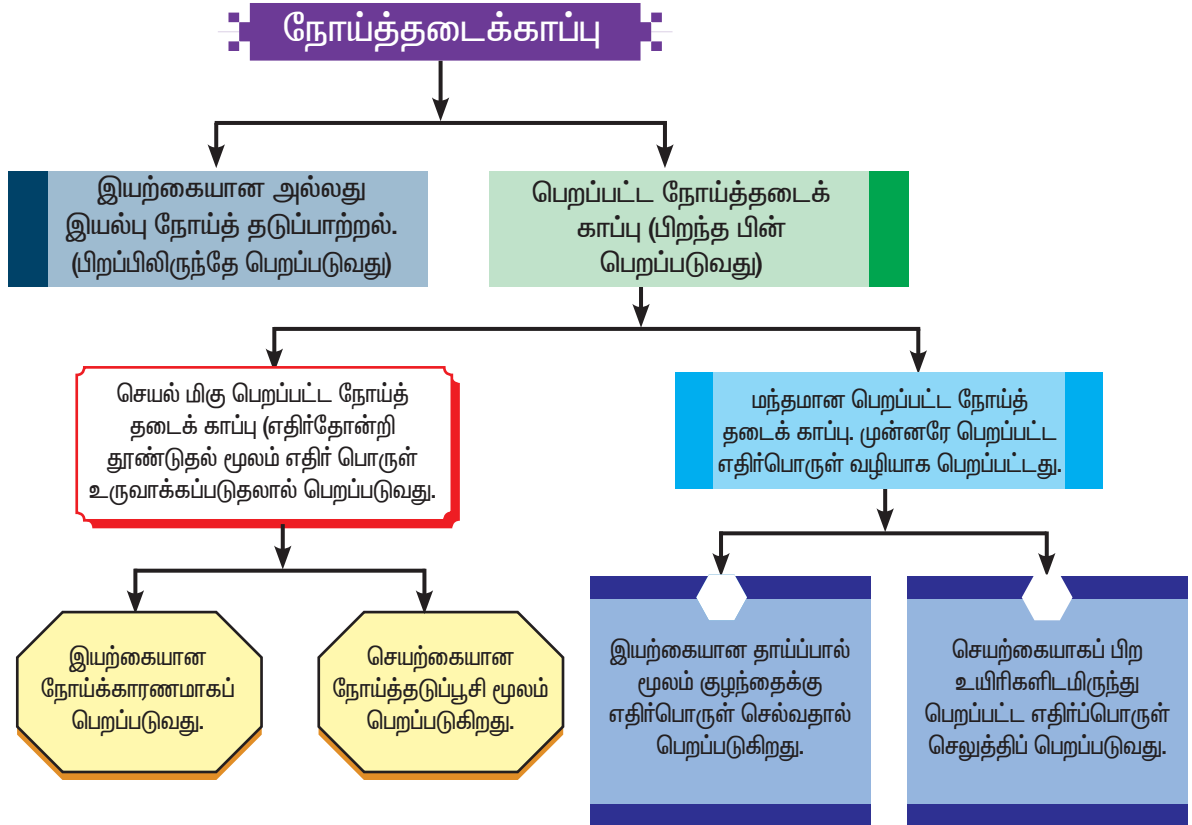 நோய்த்தடைக்காப்பு
இயற்கையான அல்லது
இயல்பு நோய்த் தடுப்பாற்றல்.
(பிறப்பிலிருந்தே பெறப்படுவது)
பெறப்பட்ட நோய்த்தடைக்
காப்பு (பிறந்த பின்
பெறப்படுவது)
செயல் மிகு பெறப்பட்ட நோய்த்
தடைக் காப்பு (எதிர்தோன்றி
தூண்டுதல் மூலம் எதிர் பொருள்
உருவாக்கப்படுதலால் பெறப்படுவது.
மந்தமான பெறப்பட்ட நோய்த்
தடைக் காப்பு. முன்னரே பெறப்பட்ட
எதிர்பொருள் வழியாக பெறப்பட்டது.
இயற்கையான
நோய்க்காரணமாகப்
பெறப்படுவது.
செயற்கையான
நோய்த்தடுப்பூசி மூலம்
பெறப்படுகிறது.
இயற்கையான தாய்ப்பால்
மூலம் குழந்தைக்கு
எதிர்பொருள் செல்வதால்
பெறப்படுகிறது.
செயற்கையாகப் பிற
உயிரிகளிடமிருந்து
பெறப்பட்ட எதிர்ப்பொருள்
செலுத்திப் பெறப்படுவது.